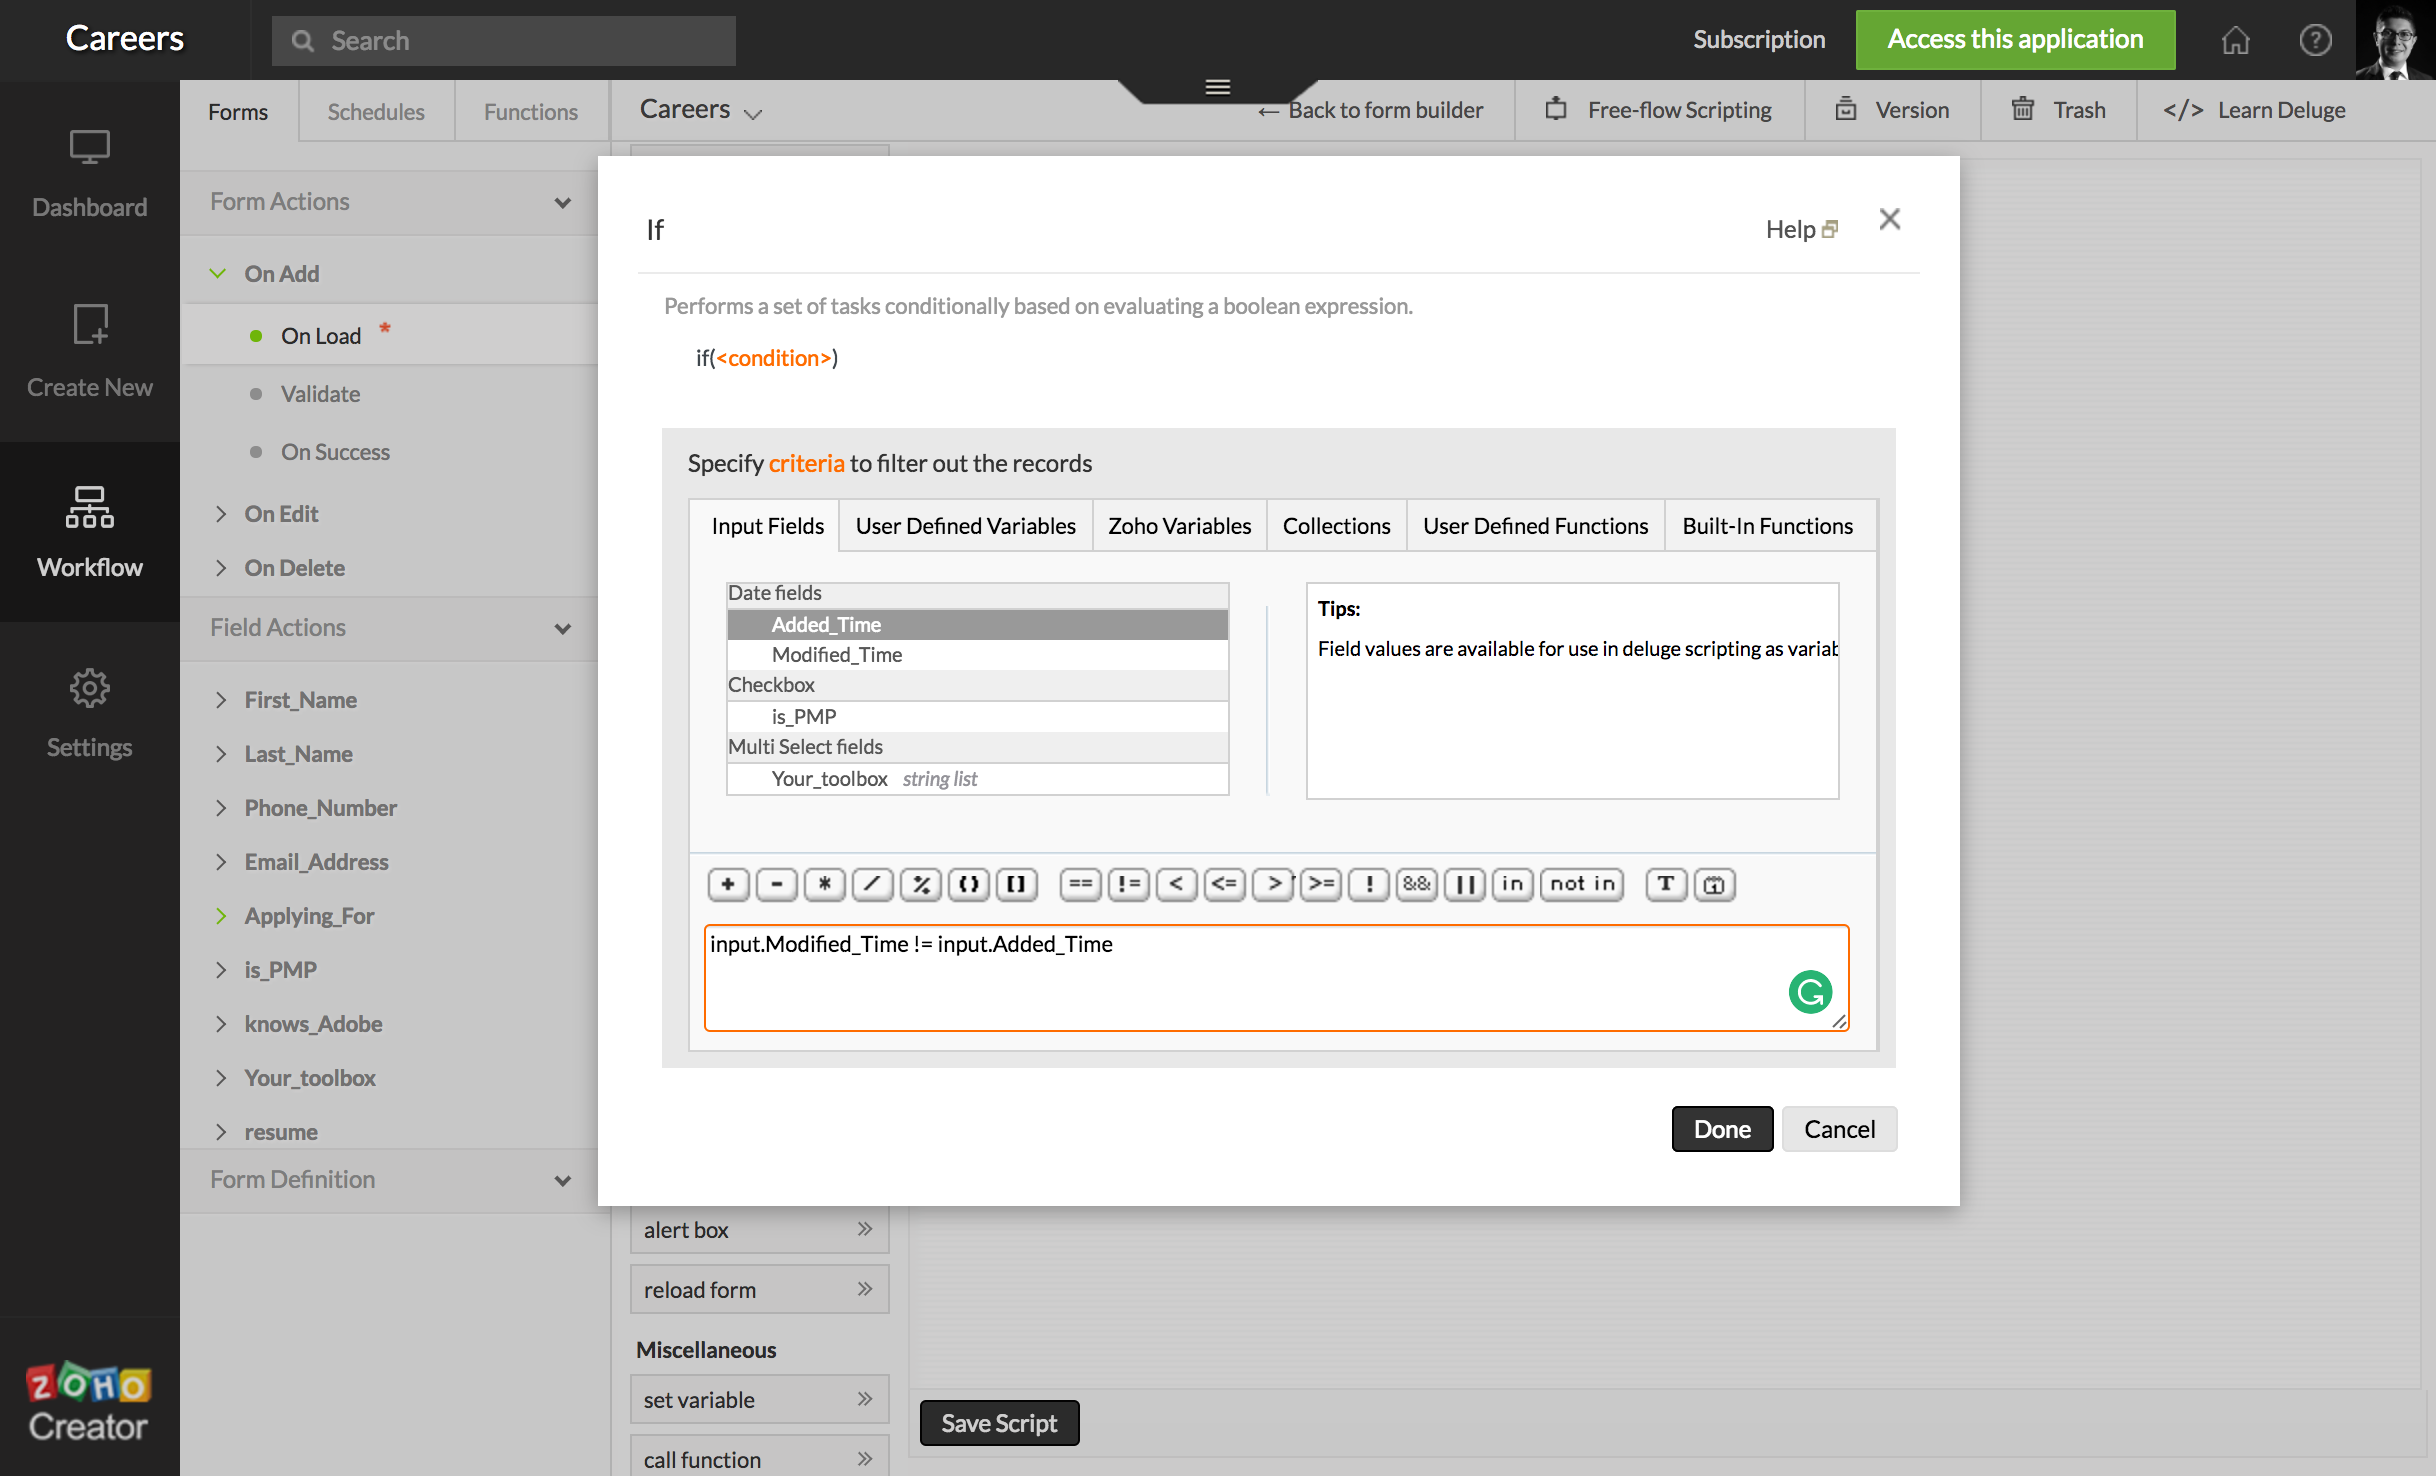 Careers
Search
Subscription
Access this application
?
Forms
Schedules
Functions
Careers
← Back to form builder
Free-flow Scripting
Version
Trash
</> Learn Deluge
Dashboard
Create New
Workflow
Settings
ZOHO
Creator
Form Actions
On Add
On Load *
Validate
On Success
On Edit
On Delete
Field Actions
First_Name
Last_Name
Phone_Number
Email_Address
Applying_For
is_PMP
knows_Adobe
Your_toolbox
resume
Form Definition
If
Help
Performs a set of tasks conditionally based on evaluating a boolean expression.
if(<condition>)
Specify criteria to filter out the records
Input Fields
User Defined Variables
Zoho Variables
Collections
User Defined Functions
Built-In Functions
Date fields
Added_Time
Modified_Time
Checkbox
is_PMP
Multi Select fields
Your_toolbox string list
Tips:
Field values are available for use in deluge scripting as variab
+ - * / % () [] == != < <= > >= ! && || in not in T 1
input.Modified_Time != input.Added_Time
Done
Cancel
alert box
reload form
Miscellaneous
set variable
call function
Save Script